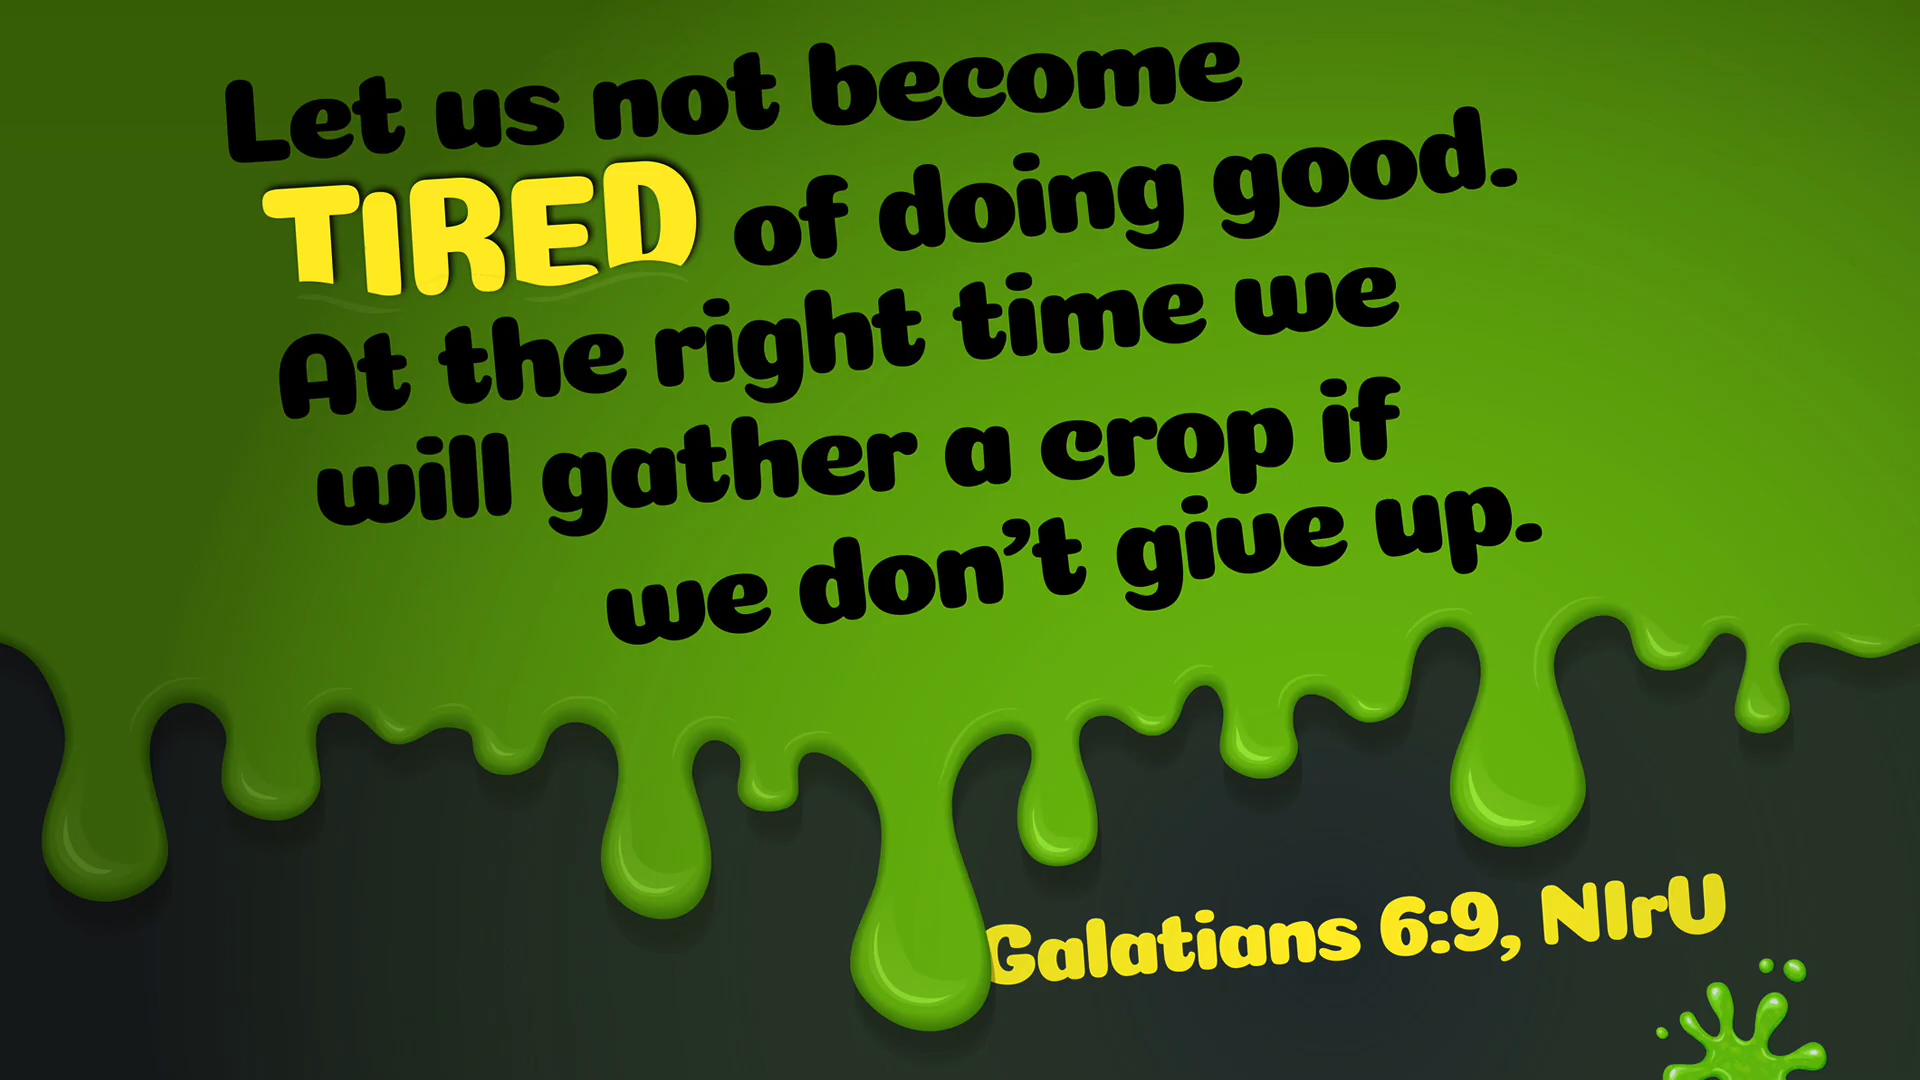 Let us not become
TIRED of doing good.
At the right time we
will gather a crop if
we don’t give up.
Galatians 6:9, NIrV